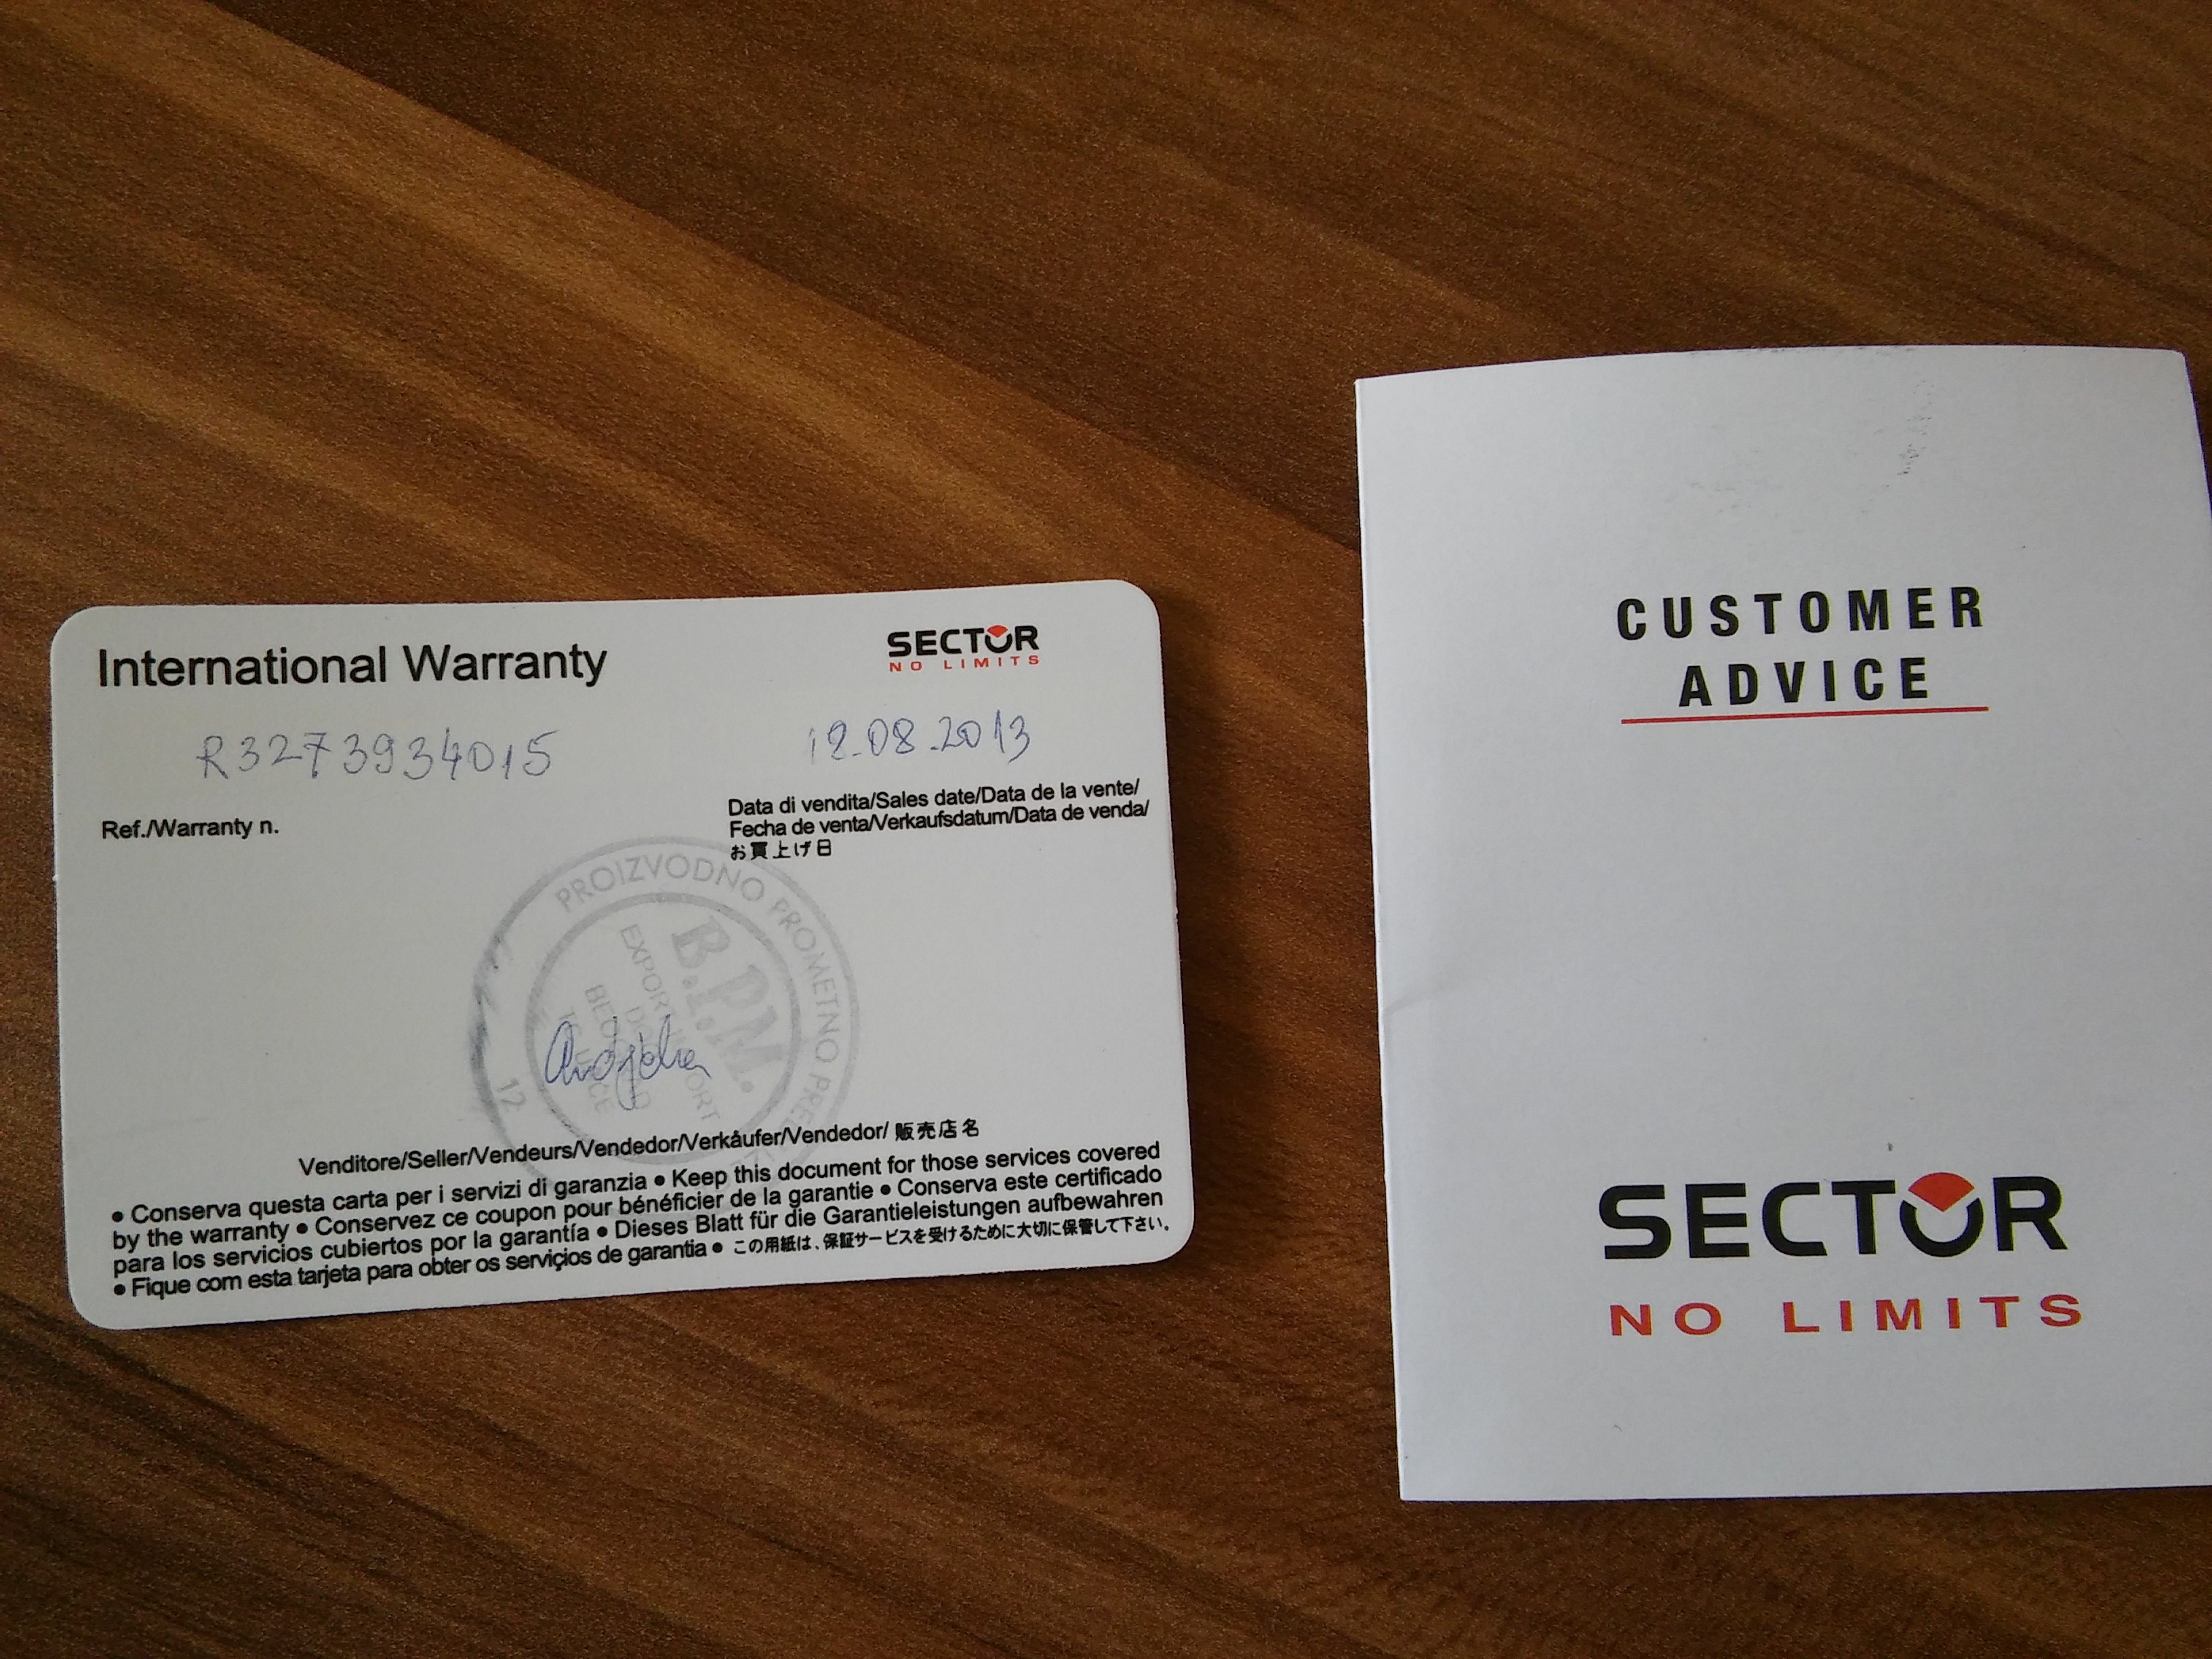 International Warranty
SECTOR
NO LIMITS
R3273934015
12.08.2013
Ref./Warranty n.
Data di vendita/Sales date/Data de la vente/
Fecha de venta/Verkaufsdatum/Data de venda/
お買上げ日
PROIZVODNO PROMETNO
B.P.M.
EXPORT
12
Venditore/Seller/Vendeurs/Vendedor/Verkåufer/Vendedor/ 販売店名
• Conserva questa carta per i servizi di garanzia • Keep this document for those services covered
by the warranty • Conservez ce coupon pour bénéficier de la garantie • Conserva este certificado
para los servicios cubiertos por la garantía • Dieses Blatt für die Garantieleistungen aufbewahren
• Fique com esta tarjeta para obter os serviçios de garantia • この用紙は、保証サービスを受けるために大切に保管して下さい。
CUSTOMER
ADVICE
SECTOR
NO LIMITS